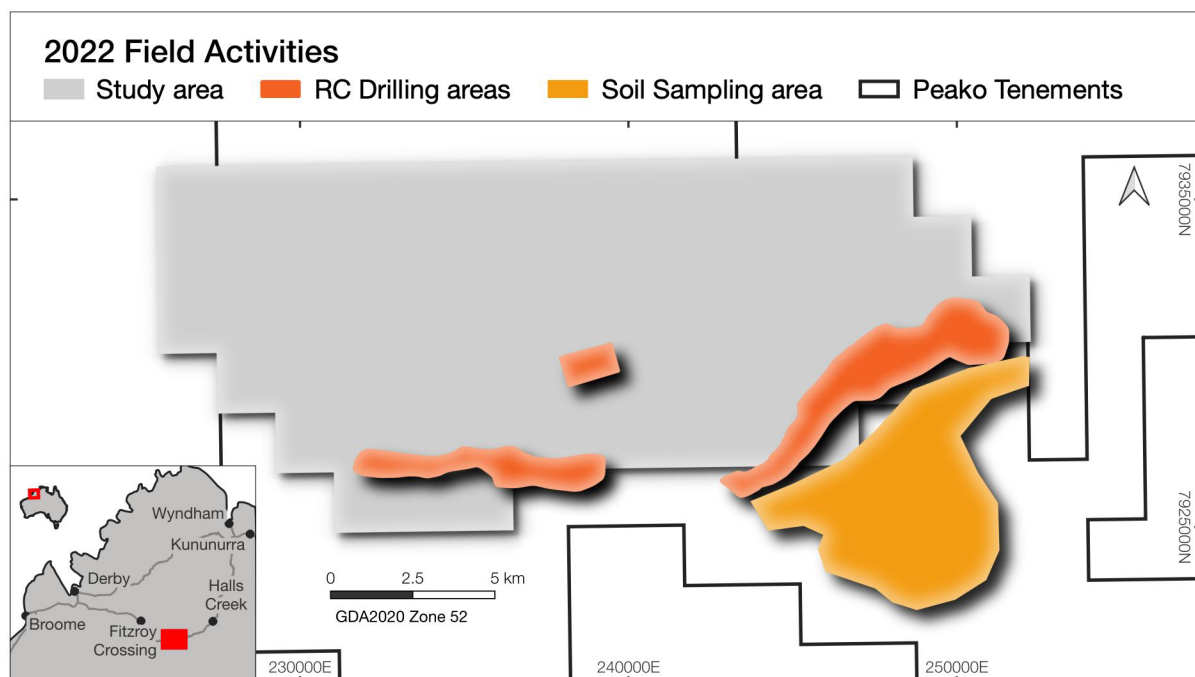 2022 Field Activities
Study area
RC Drilling areas
Soil Sampling area
Peako Tenements
7935000N
7925000N
Wyndham
Kununurra
Derby
Halls
Creek
Broome
Fitzroy
Crossing
0 2.5 5 km
GDA2020 Zone 52
230000E
240000E
250000E